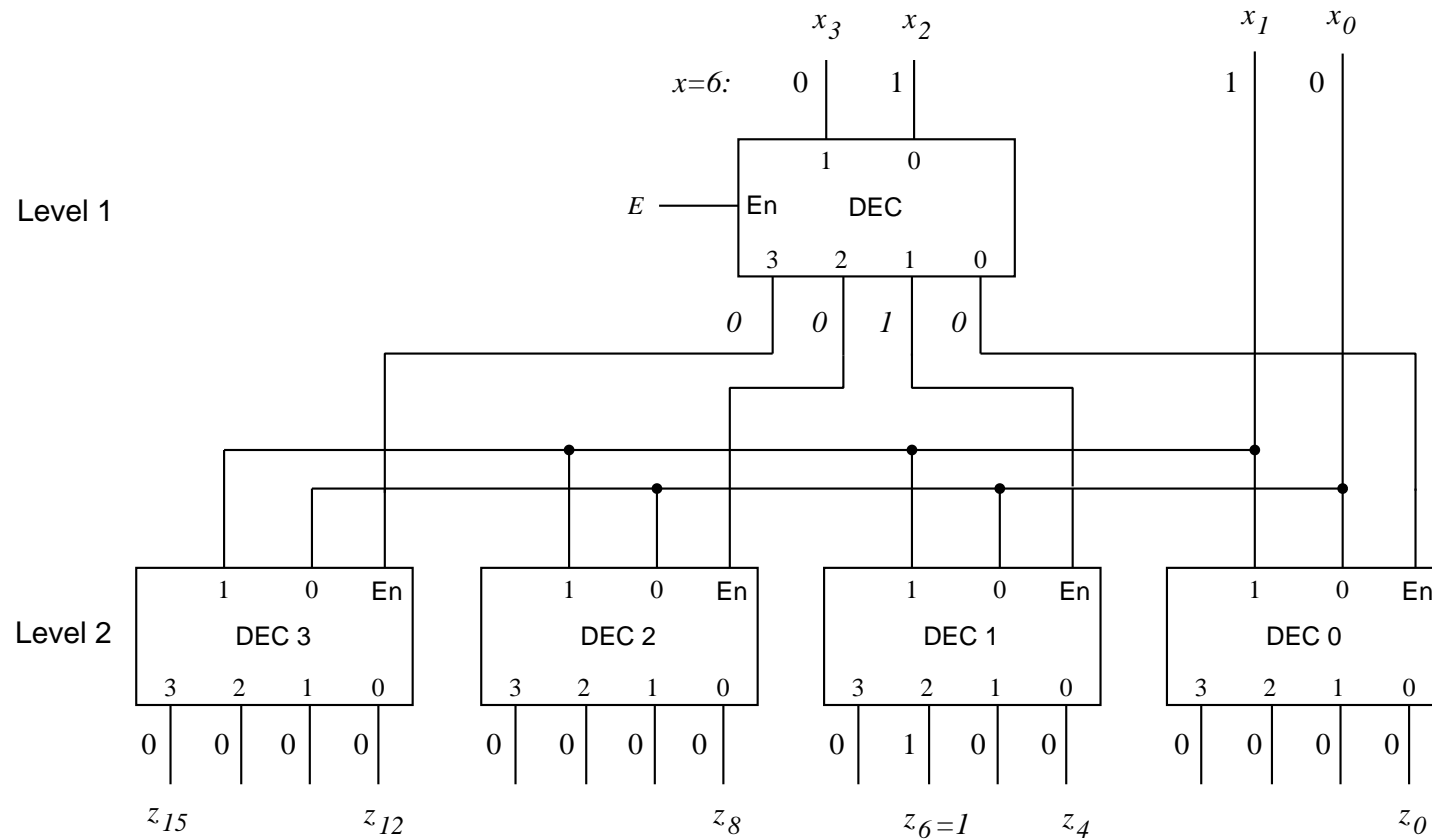 x3 x2 x1 x0
x=6: 0 1 1 0
1 0
Level 1 E En DEC
3 2 1 0
0 0 1 0
1 0 En 1 0 En 1 0 En 1 0 En
Level 2 DEC 3 DEC 2 DEC 1 DEC 0
3 2 1 0 3 2 1 0 3 2 1 0 3 2 1 0
0 0 0 0 0 0 0 0 0 1 0 0 0 0 0 0
z15 z12 z8 z6=1 z4 z0